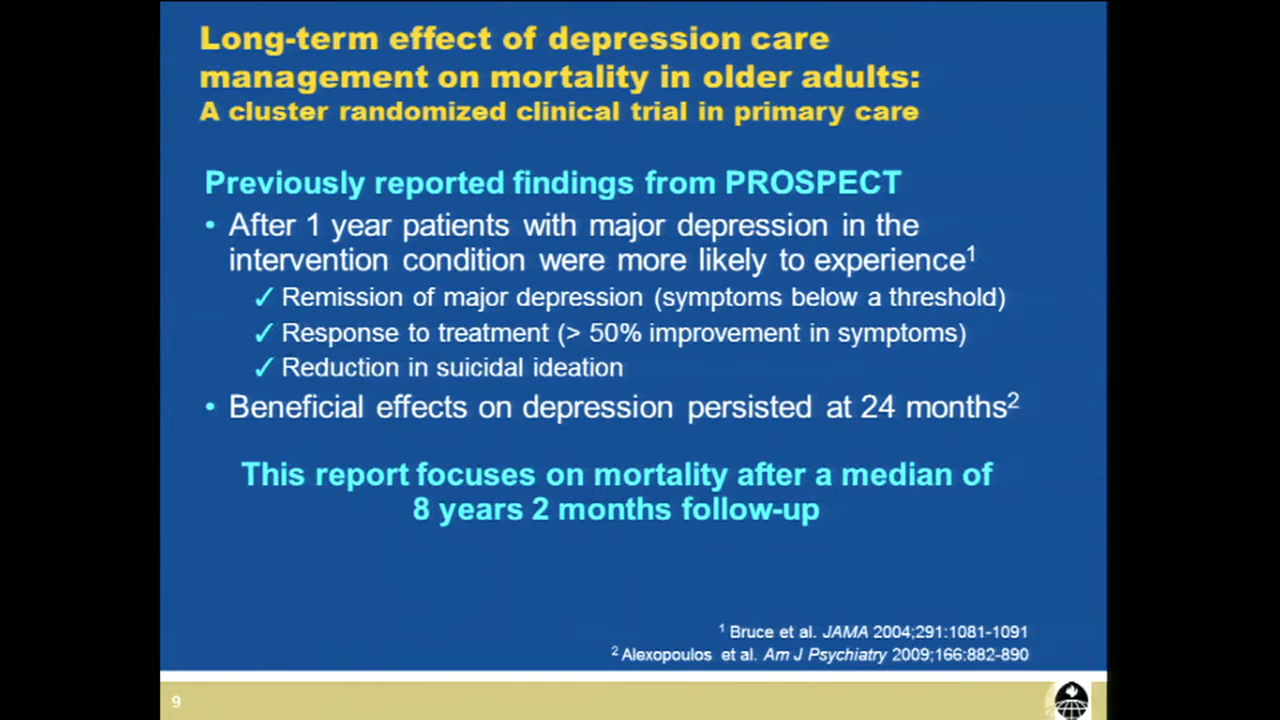 Long-term effect of depression care
management on mortality in older adults:
A cluster randomized clinical trial in primary care
Previously reported findings from PROSPECT
• After 1 year patients with major depression in the
intervention condition were more likely to experience¹
✓ Remission of major depression (symptoms below a threshold)
✓ Response to treatment (> 50% improvement in symptoms)
✓ Reduction in suicidal ideation
• Beneficial effects on depression persisted at 24 months²
This report focuses on mortality after a median of
8 years 2 months follow-up
¹ Bruce et al. JAMA 2004;291:1081-1091
² Alexopoulos et al. Am J Psychiatry 2009;166:882-890
9